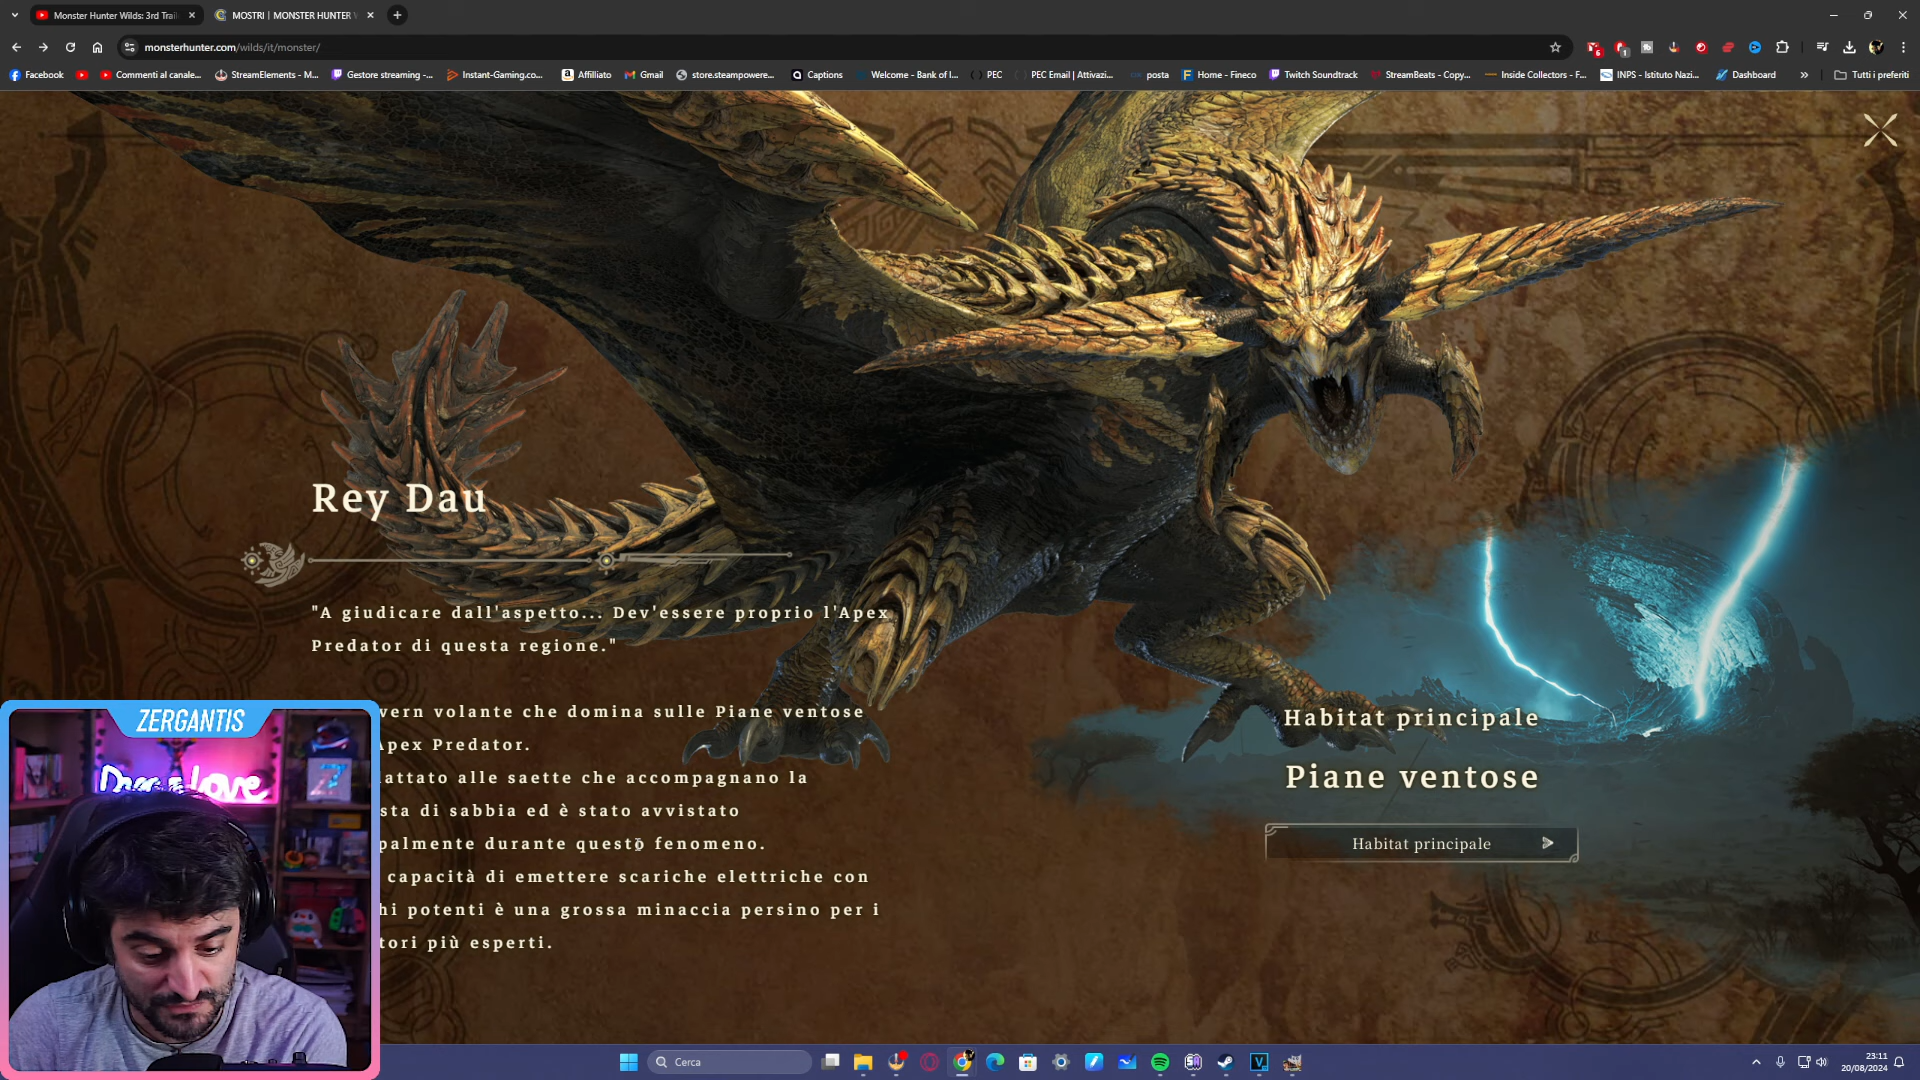 Monster Hunter Wilds: 3rd Trail
MOSTRI | MONSTER HUNTER
monsterhunter.com/wilds/it/monster/
Facebook
Commenti al canale...
StreamElements - M...
Gestore streaming -...
Instant-Gaming.co...
Affilliato
Gmail
store.steampowere...
Captions
Welcome - Bank of I...
PEC
PEC Email | Attivazi...
posta
Home - Fineco
Twitch Soundtrack
StreamBeats - Copy...
Inside Collectors - F...
INPS - Istituto Nazi...
Dashboard
Tutti i preferiti
Rey Dau
"A giudicare dall'aspetto... Dev'essere proprio l'Apex
Predator di questa regione."
vern volante che domina sulle Piane ventose
Apex Predator.
lattato alle saette che accompagnano la
sta di sabbia ed è stato avvistato
palmente durante questo fenomeno.
capacità di emettere scariche elettriche con
hi potenti è una grossa minaccia persino per i
tori più esperti.
Habitat principale
Piane ventose
Habitat principale
ZERGANTIS
Cerca
23:11
20/08/2024